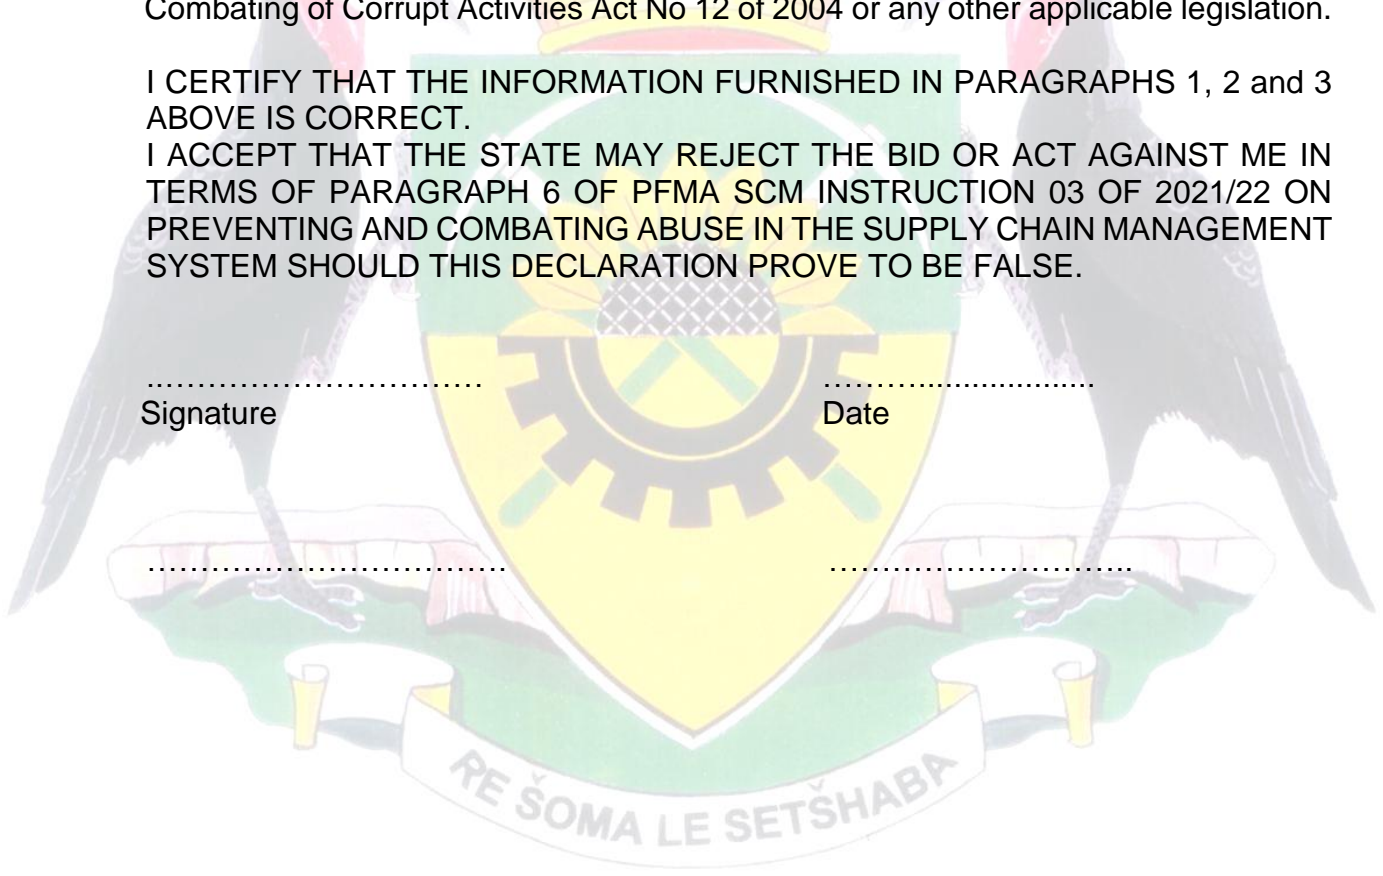 Combating of Corrupt Activities Act No 12 of 2004 or any other applicable legislation.
I CERTIFY THAT THE INFORMATION FURNISHED IN PARAGRAPHS 1, 2 and 3
ABOVE IS CORRECT.
I ACCEPT THAT THE STATE MAY REJECT THE BID OR ACT AGAINST ME IN
TERMS OF PARAGRAPH 6 OF PFMA SCM INSTRUCTION 03 OF 2021/22 ON
PREVENTING AND COMBATING ABUSE IN THE SUPPLY CHAIN MANAGEMENT
SYSTEM SHOULD THIS DECLARATION PROVE TO BE FALSE.
..………………………… ………...................
Signature Date
……………………………. ………………………..
RE ŠOMA LE SETŠHABA